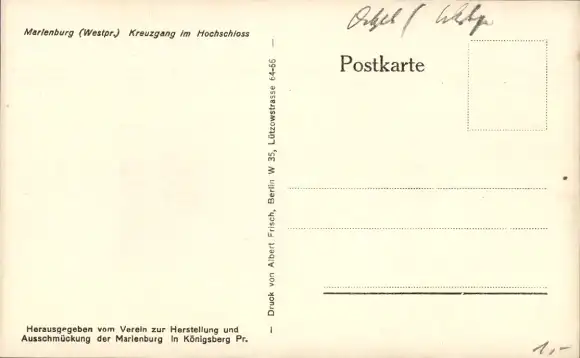 Marienburg (Westpr.) Kreuzgang im Hochschloss
Postkarte
Druck von Albert Frisch, Berlin W 35, Lützowstrasse 64-66
Herausgegeben vom Verein zur Herstellung und
Ausschmückung der Marienburg in Königsberg Pr.
1,-